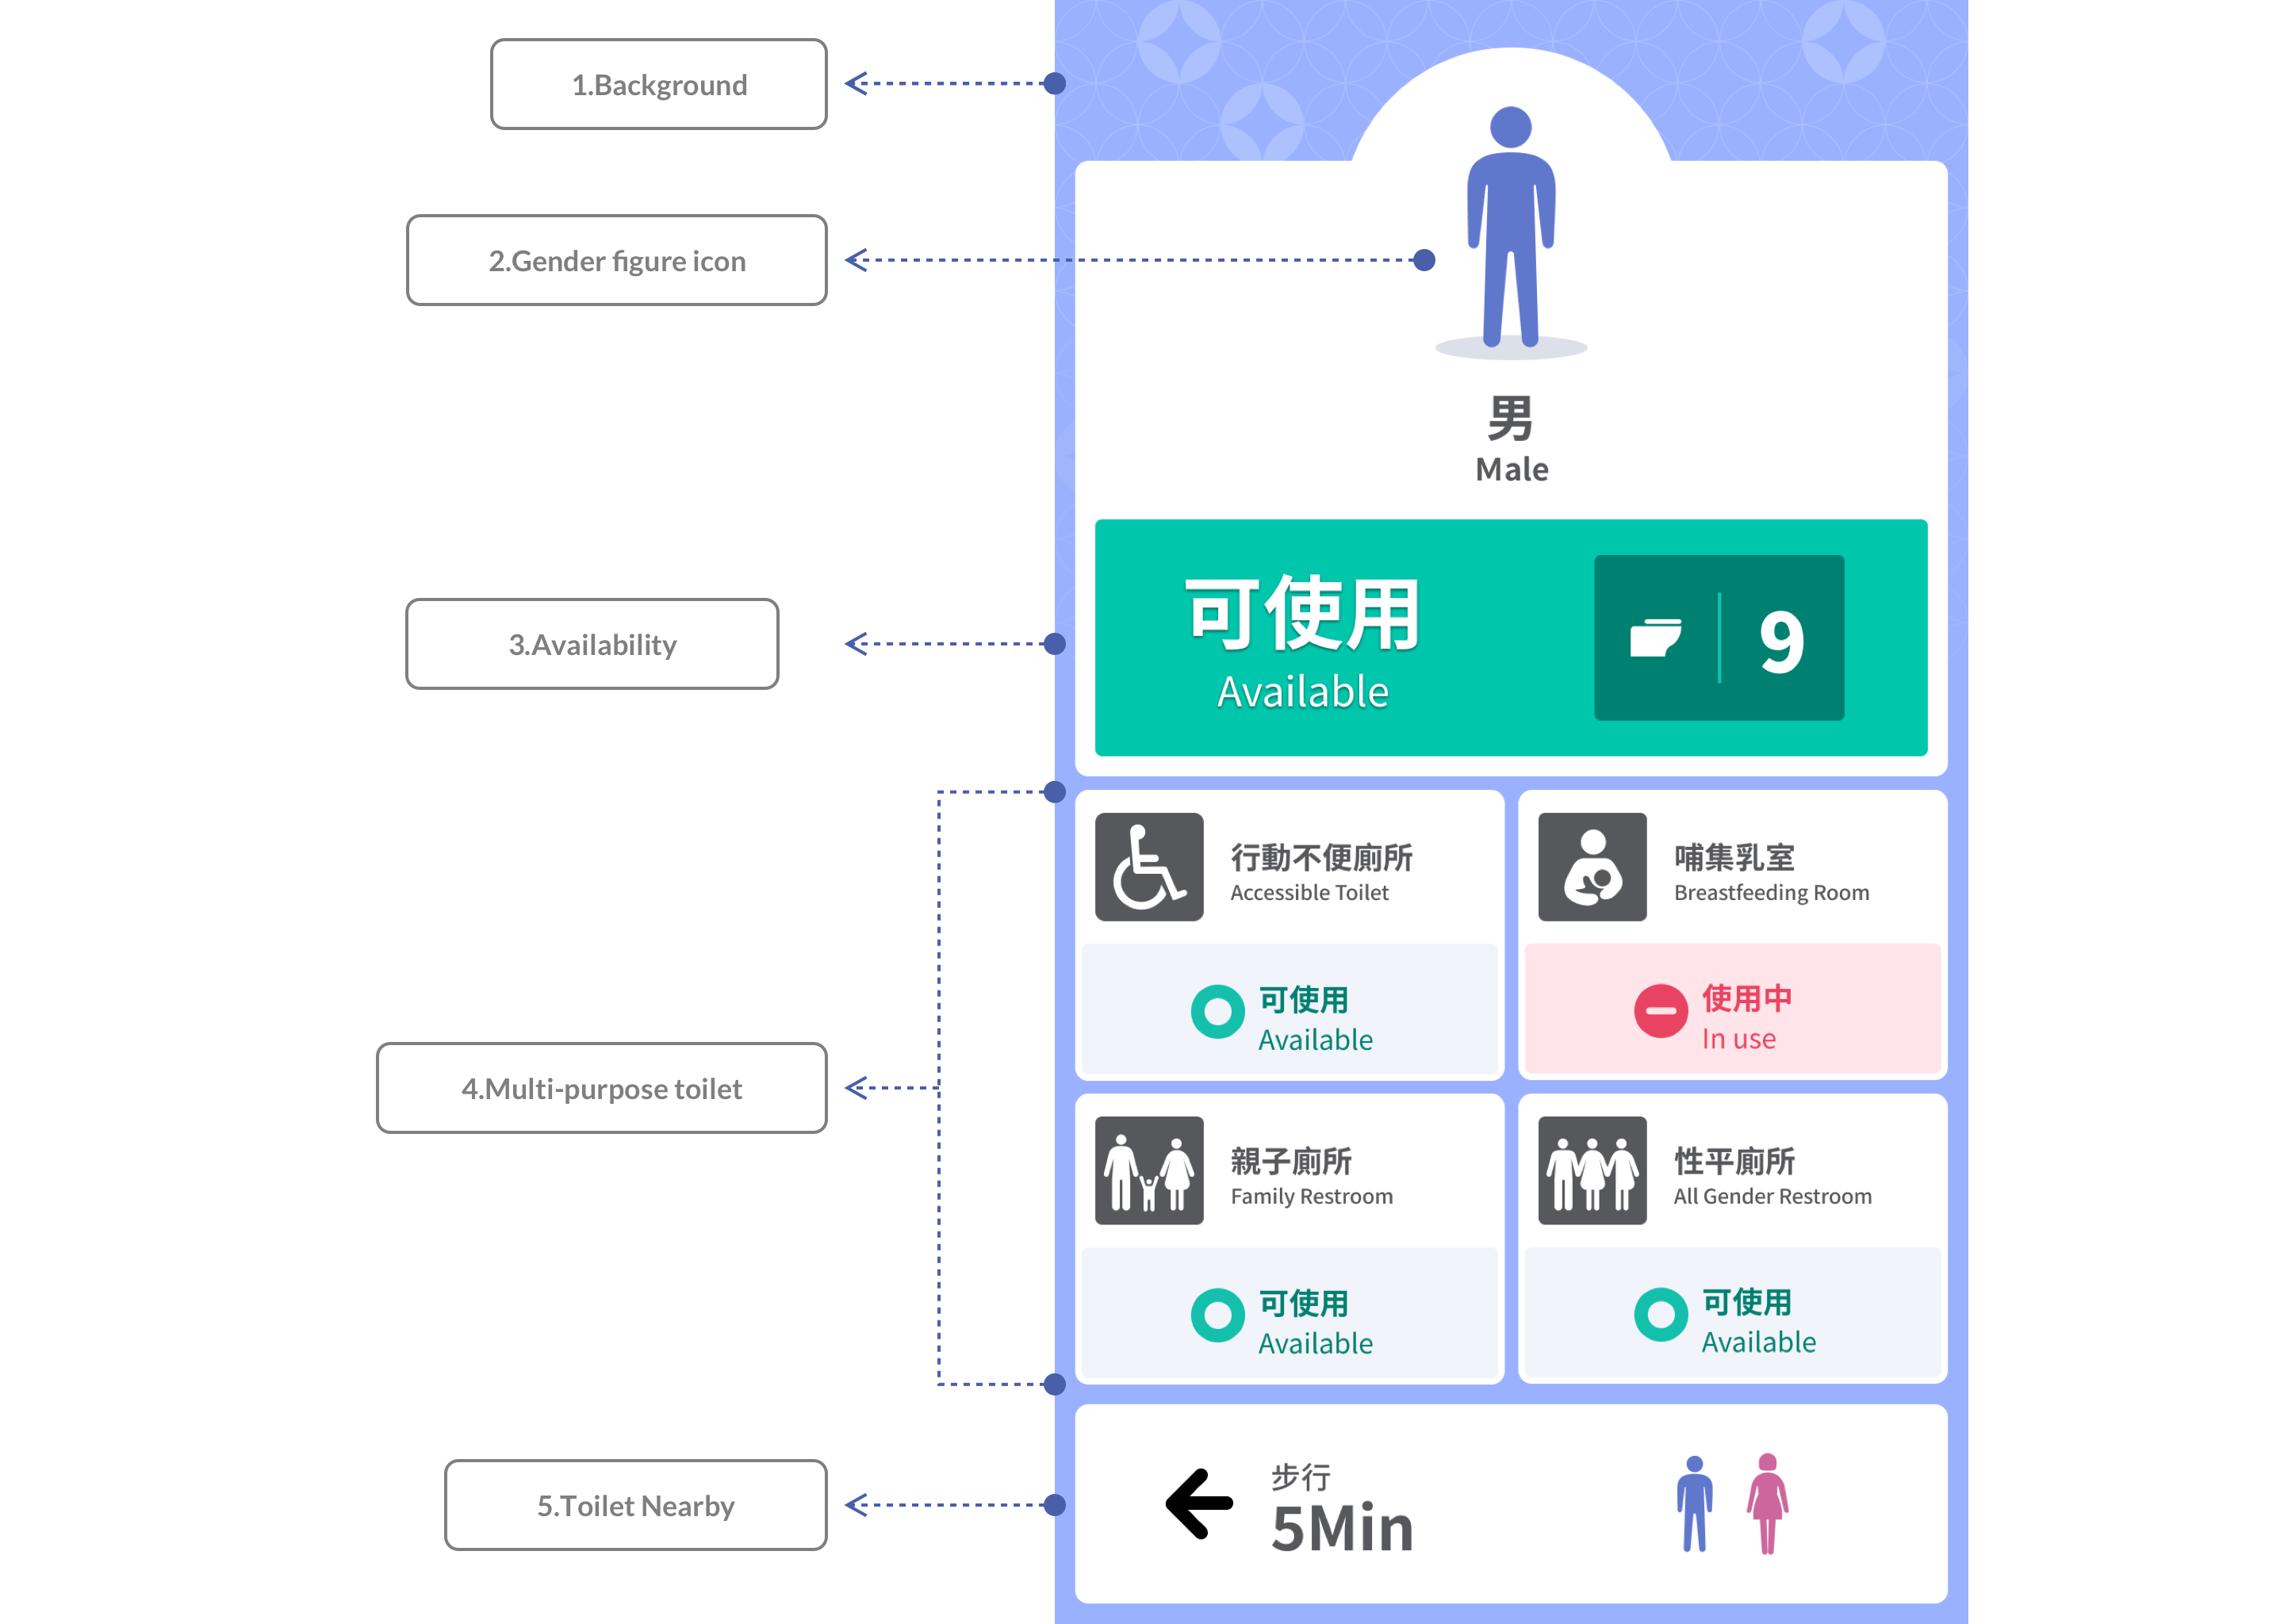 1.Background
2.Gender figure icon
男
Male
3.Availability
可使用
Available
9
4.Multi-purpose toilet
行動不便廁所
Accessible Toilet
可使用
Available
哺集乳室
Breastfeeding Room
使用中
In use
親子廁所
Family Restroom
可使用
Available
性平廁所
All Gender Restroom
可使用
Available
5.Toilet Nearby
步行
5Min